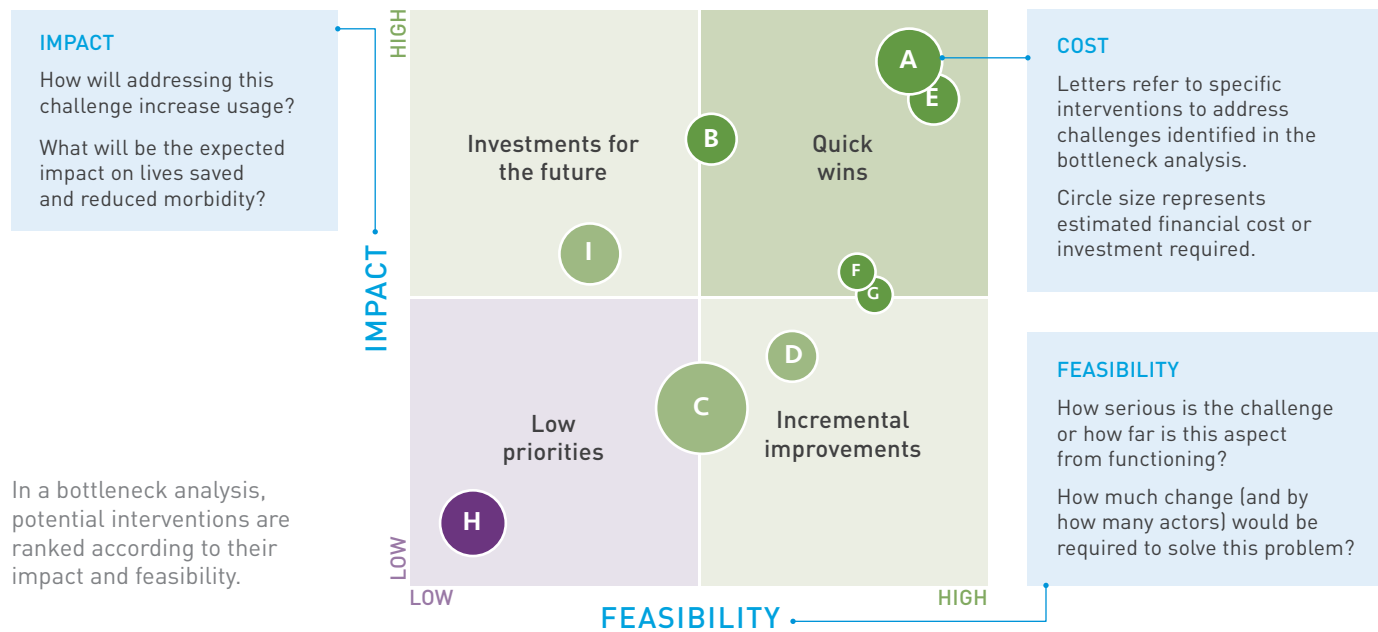 IMPACT
How will addressing this
challenge increase usage?
What will be the expected
impact on lives saved
and reduced morbidity?
In a bottleneck analysis,
potential interventions are
ranked according to their
impact and feasibility.
IMPACT
HIGH
LOW
Investments for
the future
Quick
wins
Low
priorities
Incremental
improvements
A
E
B
I
F
G
D
C
H
LOW
HIGH
FEASIBILITY
COST
Letters refer to specific
interventions to address
challenges identified in the
bottleneck analysis.
Circle size represents
estimated financial cost or
investment required.
FEASIBILITY
How serious is the challenge
or how far is this aspect
from functioning?
How much change (and by
how many actors) would be
required to solve this problem?